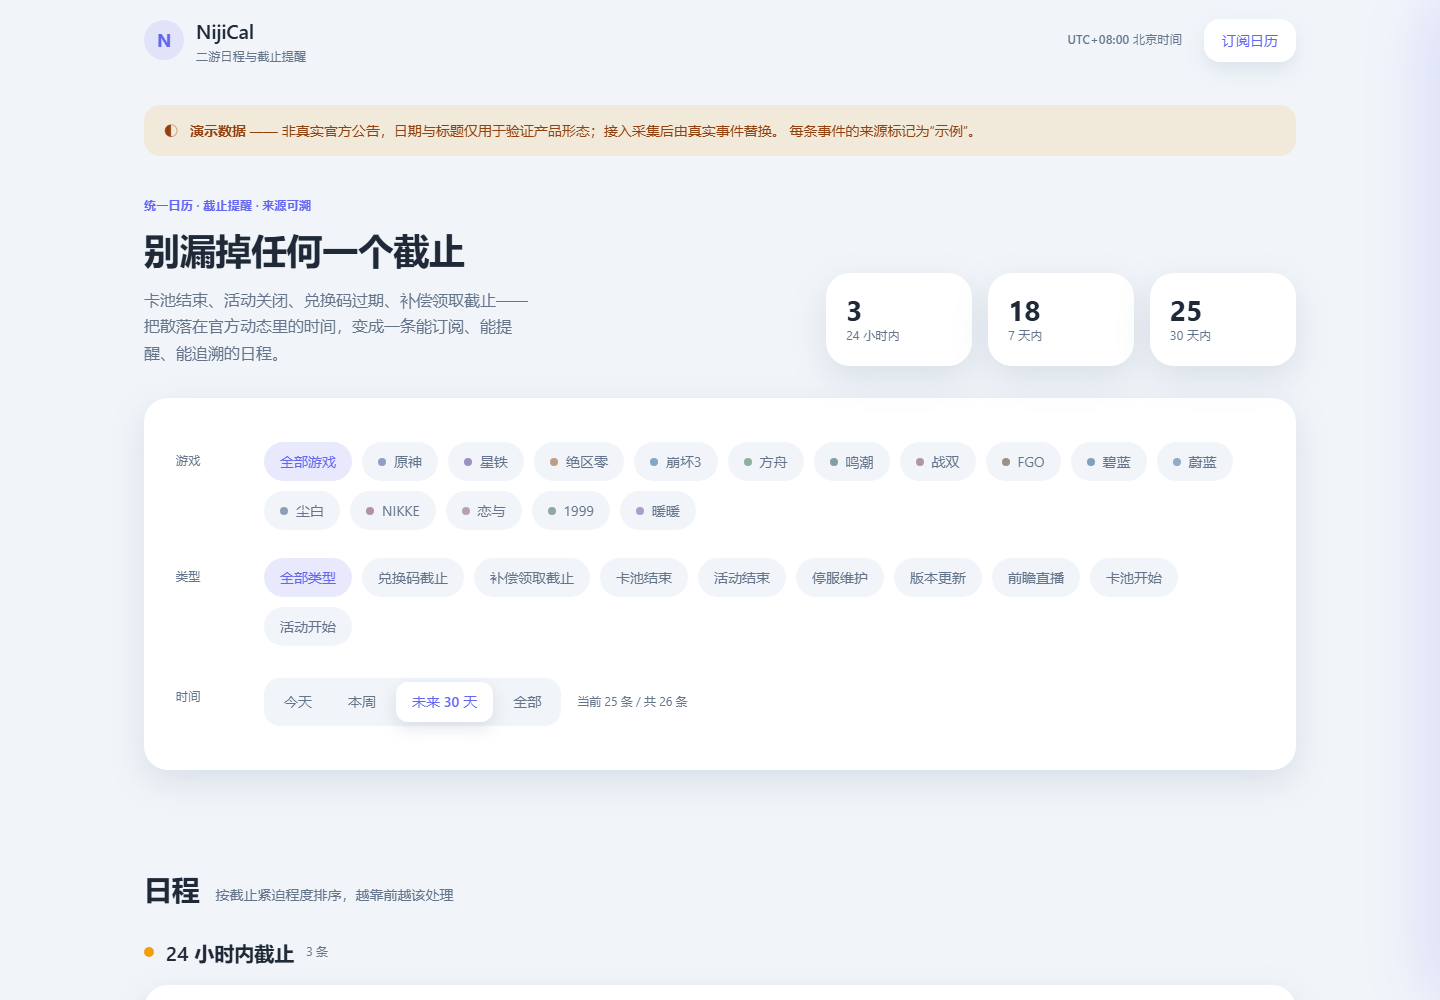 N
NijiCal
二游日程与截止提醒
UTC+08:00 北京时间
订阅日历
演示数据 —— 非真实官方公告，日期与标题仅用于验证产品形态；接入采集后由真实事件替换。 每条事件的来源标记为“示例”。
统一日历 · 截止提醒 · 来源可溯
别漏掉任何一个截止
卡池结束、活动关闭、兑换码过期、补偿领取截止——
把散落在官方动态里的时间，变成一条能订阅、能提
醒、能追溯的日程。
3
24 小时内
18
7 天内
25
30 天内
游戏
全部游戏 原神 星铁 绝区零 崩坏3 方舟 鸣潮 战双 FGO 碧蓝 蔚蓝
尘白 NIKKE 恋与 1999 暖暖
类型
全部类型 兑换码截止 补偿领取截止 卡池结束 活动结束 停服维护 版本更新 前瞻直播 卡池开始
活动开始
时间
今天 本周 未来 30 天 全部 当前 25 条 / 共 26 条
日程 按截止紧迫程度排序，越靠前越该处理
24 小时内截止 3 条